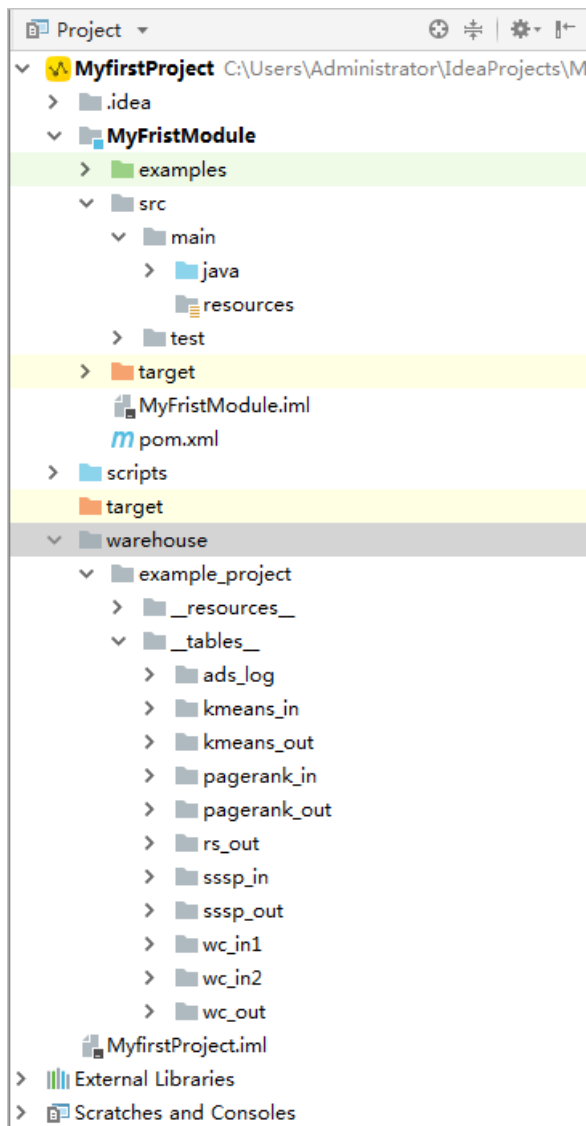 Project
MyfirstProject C:\Users\Administrator\IdeaProjects\M
.idea
MyFristModule
examples
src
main
java
resources
test
target
MyFristModule.iml
pom.xml
scripts
target
warehouse
example_project
__resources__
__tables__
ads_log
kmeans_in
kmeans_out
pagerank_in
pagerank_out
rs_out
sssp_in
sssp_out
wc_in1
wc_in2
wc_out
MyfirstProject.iml
External Libraries
Scratches and Consoles